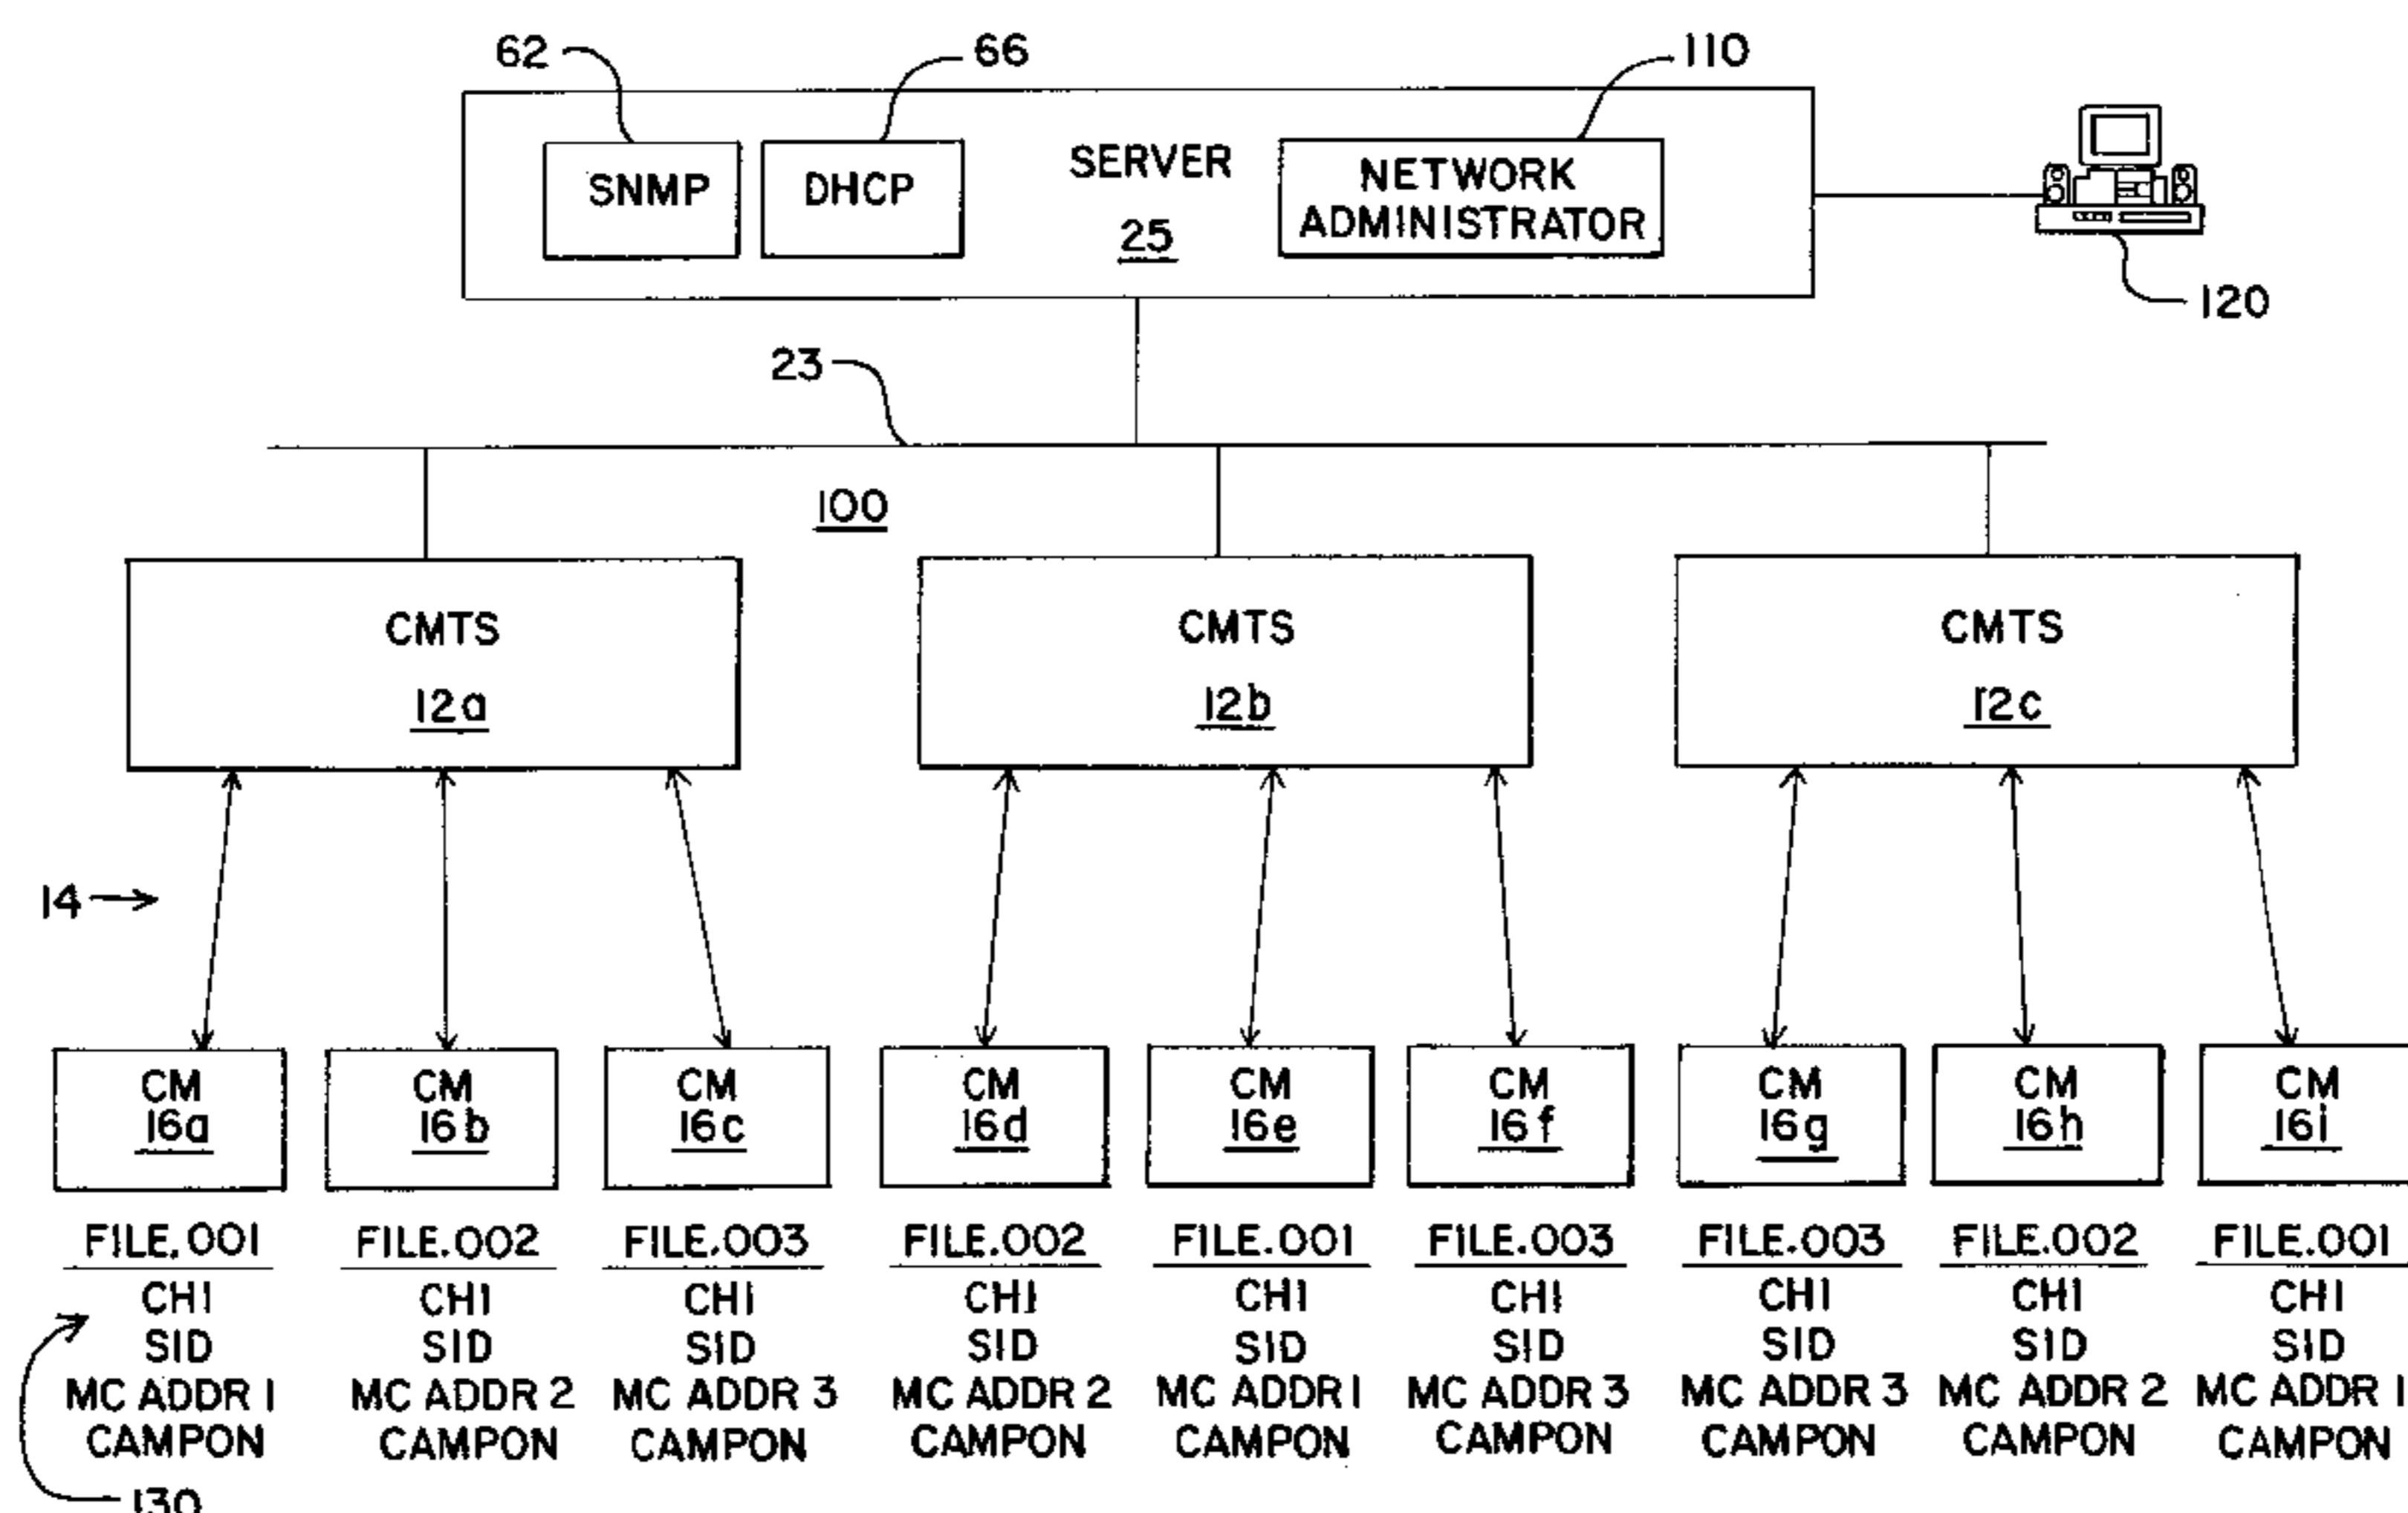 62
66
110
SNMP
DHCP
SERVER
25
NETWORK
ADMINISTRATOR
120
23
100
CMTS
12a
CMTS
12b
CMTS
12c
14
CM
16a
CM
16b
CM
16c
CM
16d
CM
16e
CM
16f
CM
16g
CM
16h
CM
16i
FILE.001
CH1
SID
MC ADDR 1
CAMPON
FILE.002
CH1
SID
MC ADDR 2
CAMPON
FILE.003
CH1
SID
MC ADDR 3
CAMPON
FILE.002
CH1
SID
MC ADDR 2
CAMPON
FILE.001
CH1
SID
MC ADDR 1
CAMPON
FILE.003
CH1
SID
MC ADDR 3
CAMPON
FILE.003
CH1
SID
MC ADDR 3
CAMPON
FILE.002
CH1
SID
MC ADDR 2
CAMPON
FILE.001
CH1
SID
MC ADDR 1
CAMPON
130